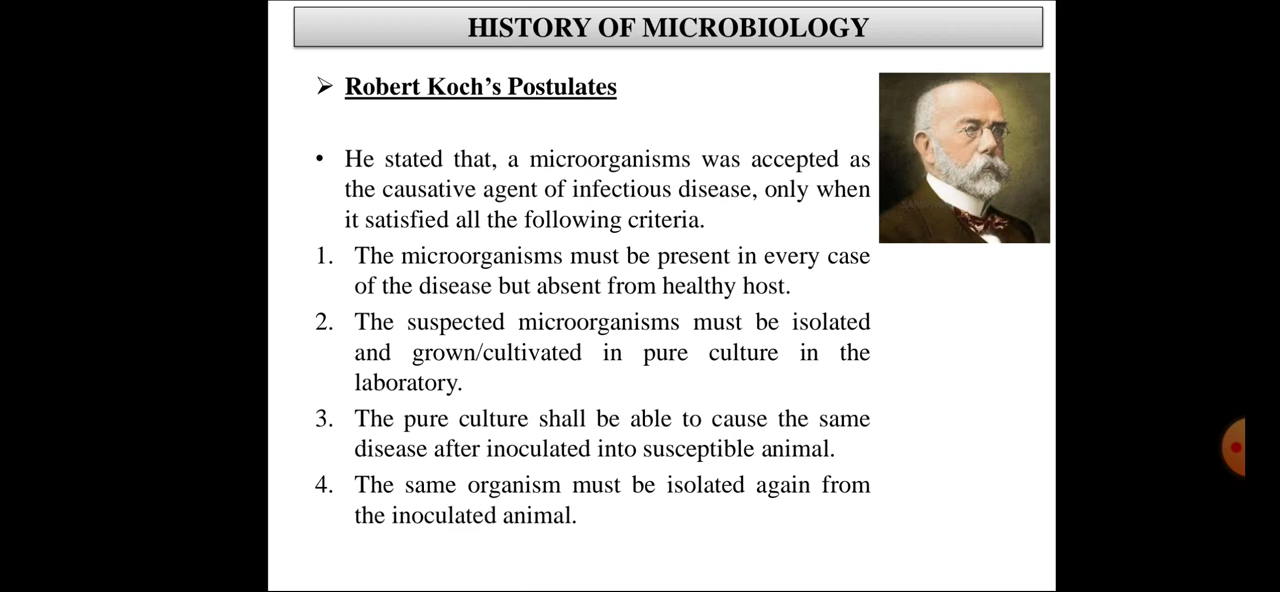 HISTORY OF MICROBIOLOGY
➢ Robert Koch’s Postulates
• He stated that, a microorganisms was accepted as
the causative agent of infectious disease, only when
it satisfied all the following criteria.
1. The microorganisms must be present in every case
of the disease but absent from healthy host.
2. The suspected microorganisms must be isolated
and grown/cultivated in pure culture in the
laboratory.
3. The pure culture shall be able to cause the same
disease after inoculated into susceptible animal.
4. The same organism must be isolated again from
the inoculated animal.